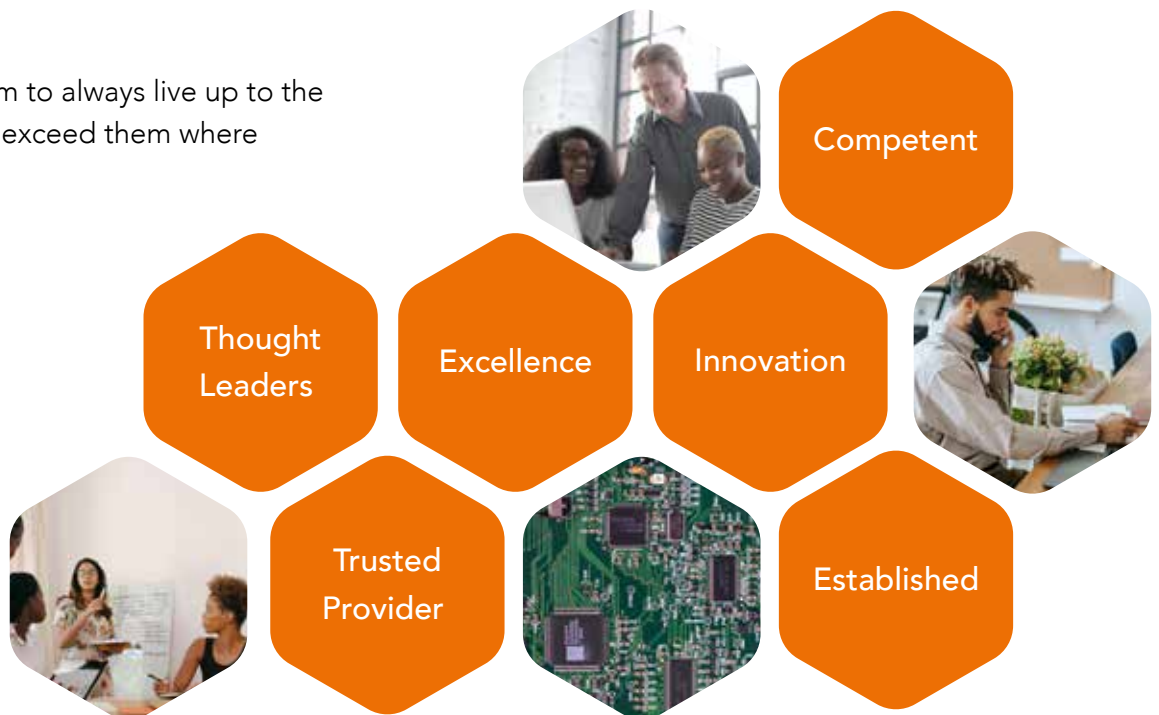 m to always live up to the
exceed them where
Competent
Thought
Leaders
Excellence
Innovation
Trusted
Provider
Established